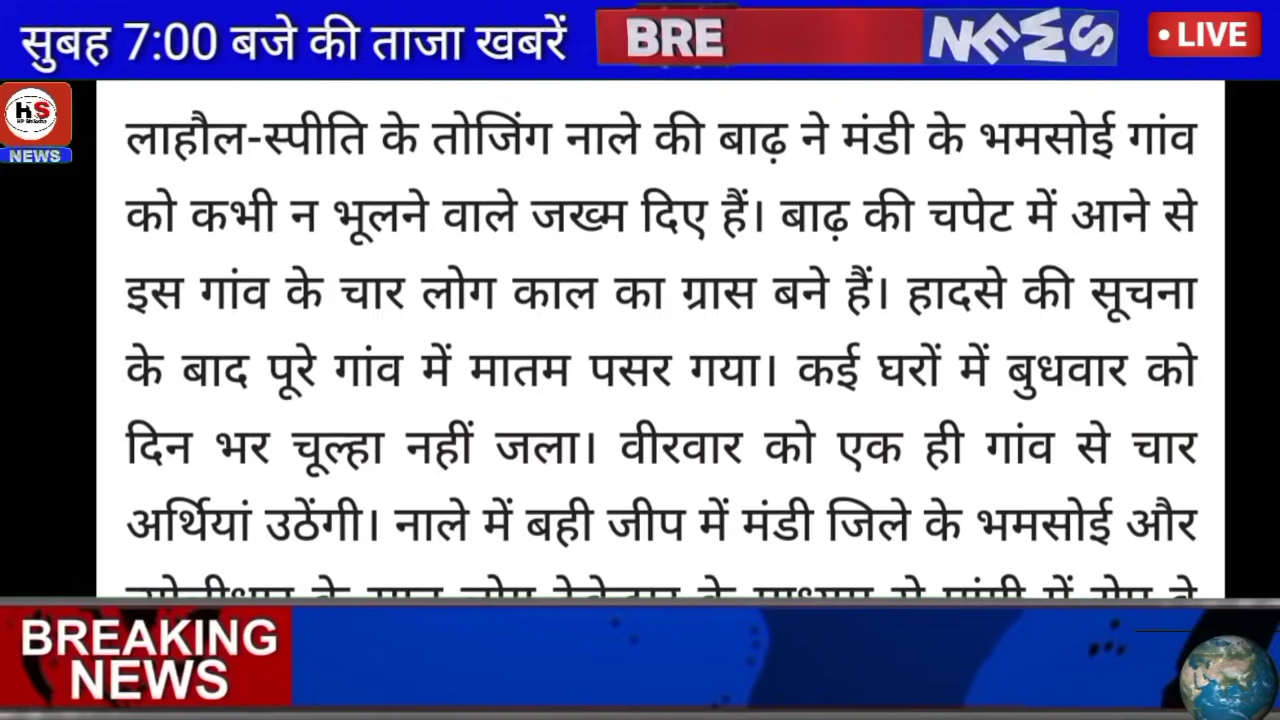 सुबह 7:00 बजे की ताजा खबरें
BRE
NEWS
• LIVE
HS
NEWS
लाहौल-स्पीति के तोजिंग नाले की बाढ़ ने मंडी के भमसोई गांव
को कभी न भूलने वाले जख्म दिए हैं। बाढ़ की चपेट में आने से
इस गांव के चार लोग काल का ग्रास बने हैं। हादसे की सूचना
के बाद पूरे गांव में मातम पसर गया। कई घरों में बुधवार को
दिन भर चूल्हा नहीं जला। वीरवार को एक ही गांव से चार
अर्थियां उठेंगी। नाले में बही जीप में मंडी जिले के भमसोई और
BREAKING
NEWS